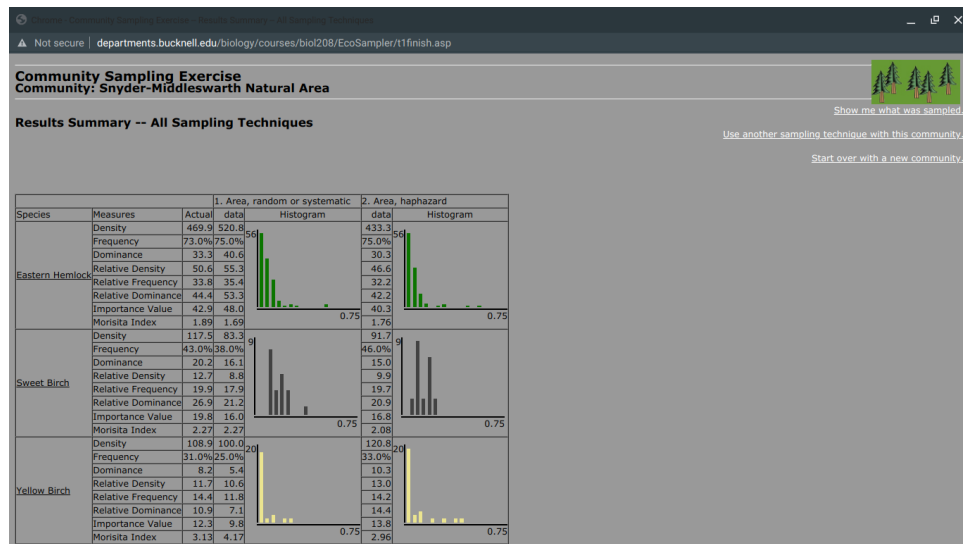 Not secure | departments.bucknell.edu/biology/courses/biol208/EcoSampler/t1finish.asp
Community Sampling Exercise
Community: Snyder-Middleswarth Natural Area
Show me what was sampled.
Results Summary -- All Sampling Techniques
Use another sampling technique with this community.
Start over with a new community.
1. Area, random or systematic 2. Area, haphazard
Species Measures Actual data Histogram data Histogram
Eastern Hemlock
Density 469.9 520.8 433.3
56 56
Frequency 73.0% 75.0% 75.0%
Dominance 33.3 40.6 30.3
Relative Density 50.6 55.3 46.6
Relative Frequency 33.8 35.4 32.2
Relative Dominance 44.4 53.3 42.2
Importance Value 42.9 48.0 40.3
0.75 0.75
Morisita Index 1.89 1.69 1.76
Sweet Birch
Density 117.5 83.3 91.7
9 9
Frequency 43.0% 38.0% 46.0%
Dominance 20.2 16.1 15.0
Relative Density 12.7 8.8 9.9
Relative Frequency 19.9 17.9 19.7
Relative Dominance 26.9 21.2 20.9
Importance Value 19.8 16.0 16.8
0.75 0.75
Morisita Index 2.27 2.27 2.08
Yellow Birch
Density 108.9 100.0 120.8
20 20
Frequency 31.0% 25.0% 33.0%
Dominance 8.2 5.4 10.3
Relative Density 11.7 10.6 13.0
Relative Frequency 14.4 11.8 14.2
Relative Dominance 10.9 7.1 14.4
Importance Value 12.3 9.8 13.8
0.75 0.75
Morisita Index 3.13 4.17 2.96